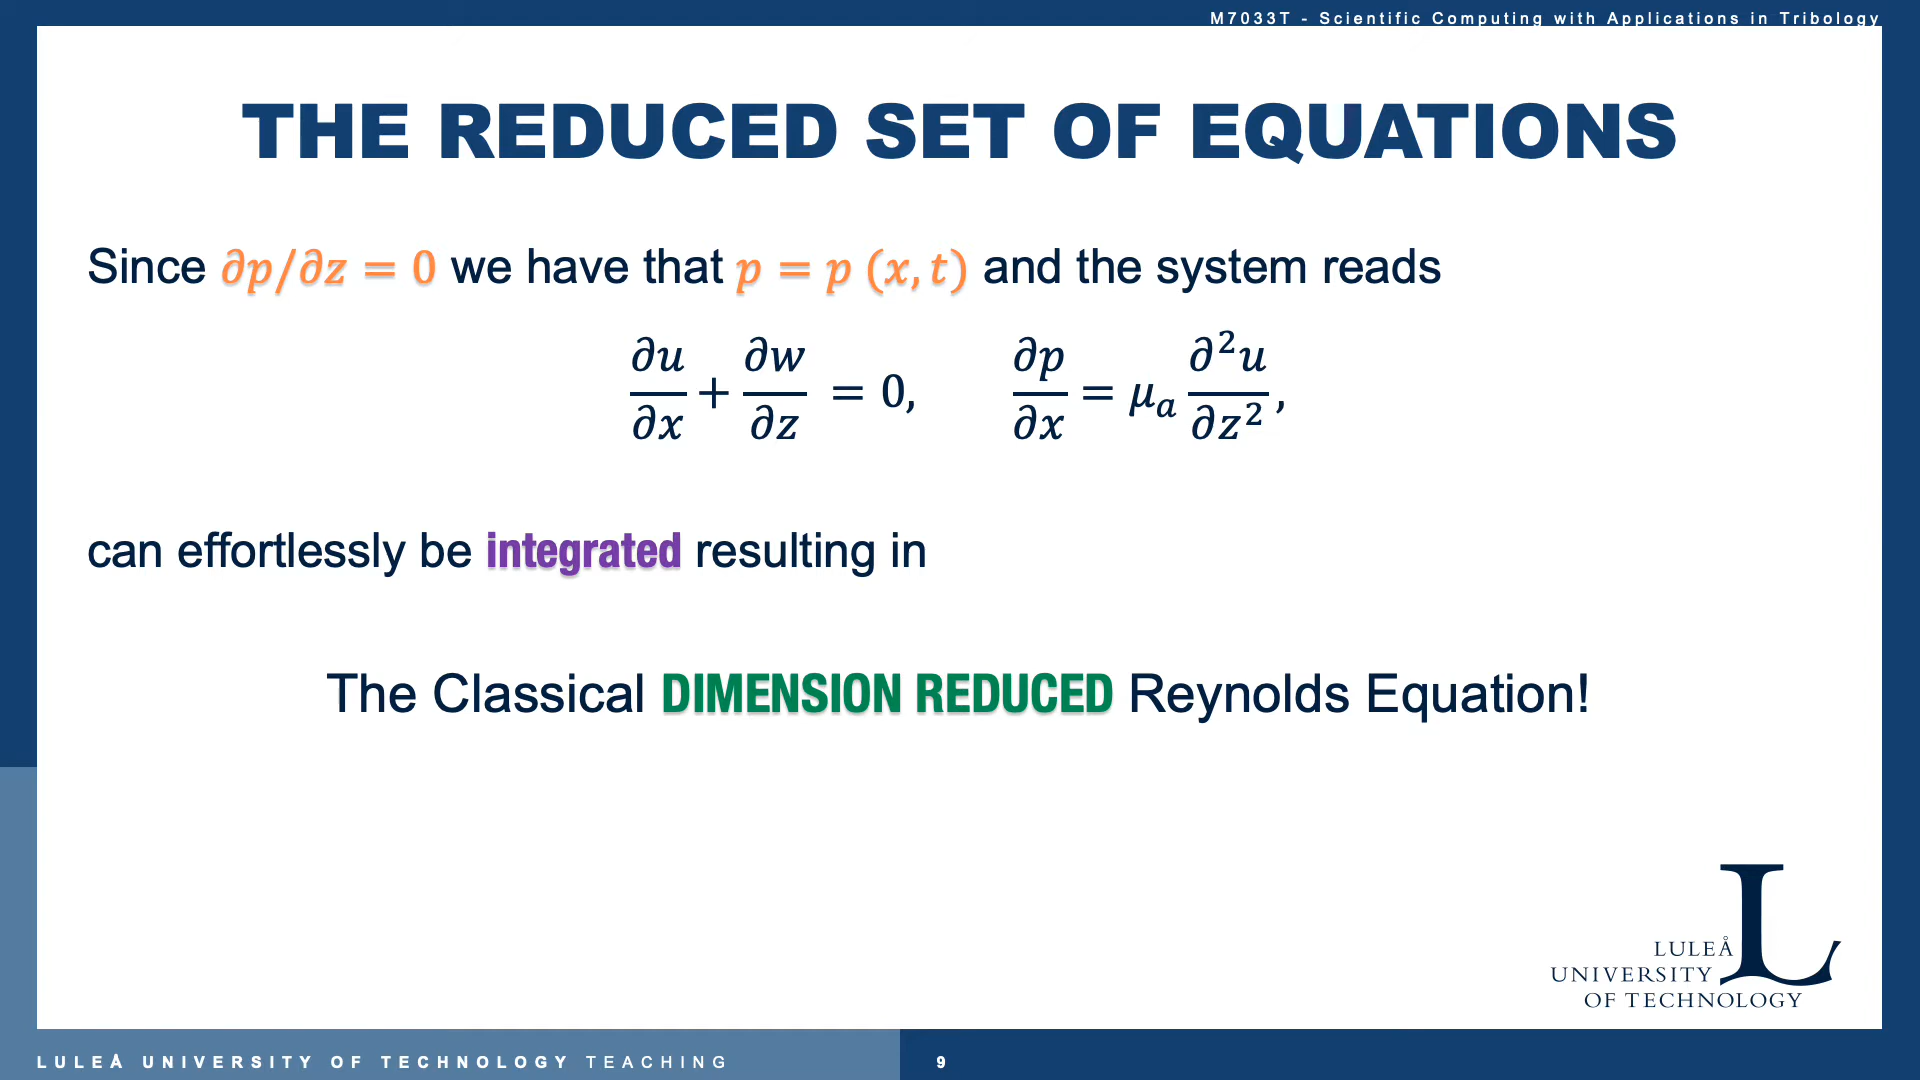 M7033T - Scientific Computing with Applications in Tribology
THE REDUCED SET OF EQUATIONS
Since ∂p/∂z = 0 we have that p = p (x, t) and the system reads
∂u/∂x + ∂w/∂z = 0, ∂p/∂x = μₐ ∂²u/∂z²,
can effortlessly be integrated resulting in
The Classical DIMENSION REDUCED Reynolds Equation!
LULEÅ
UNIVERSITY
OF TECHNOLOGY
LULEÅ UNIVERSITY OF TECHNOLOGY TEACHING 9